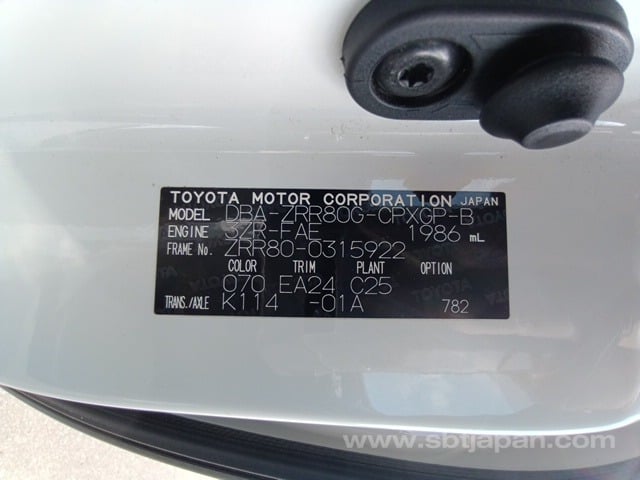 TOYOTA MOTOR CORPORATION JAPAN
MODEL DBA-ZRR80G-CPXGP-B
ENGINE 3ZR-FAE 1986 mL
FRAME No. ZRR80-0315922
COLOR TRIM PLANT OPTION
070 EA24 C25
TRANS./AXLE K114 -01A 782
www.sbtjapan.com